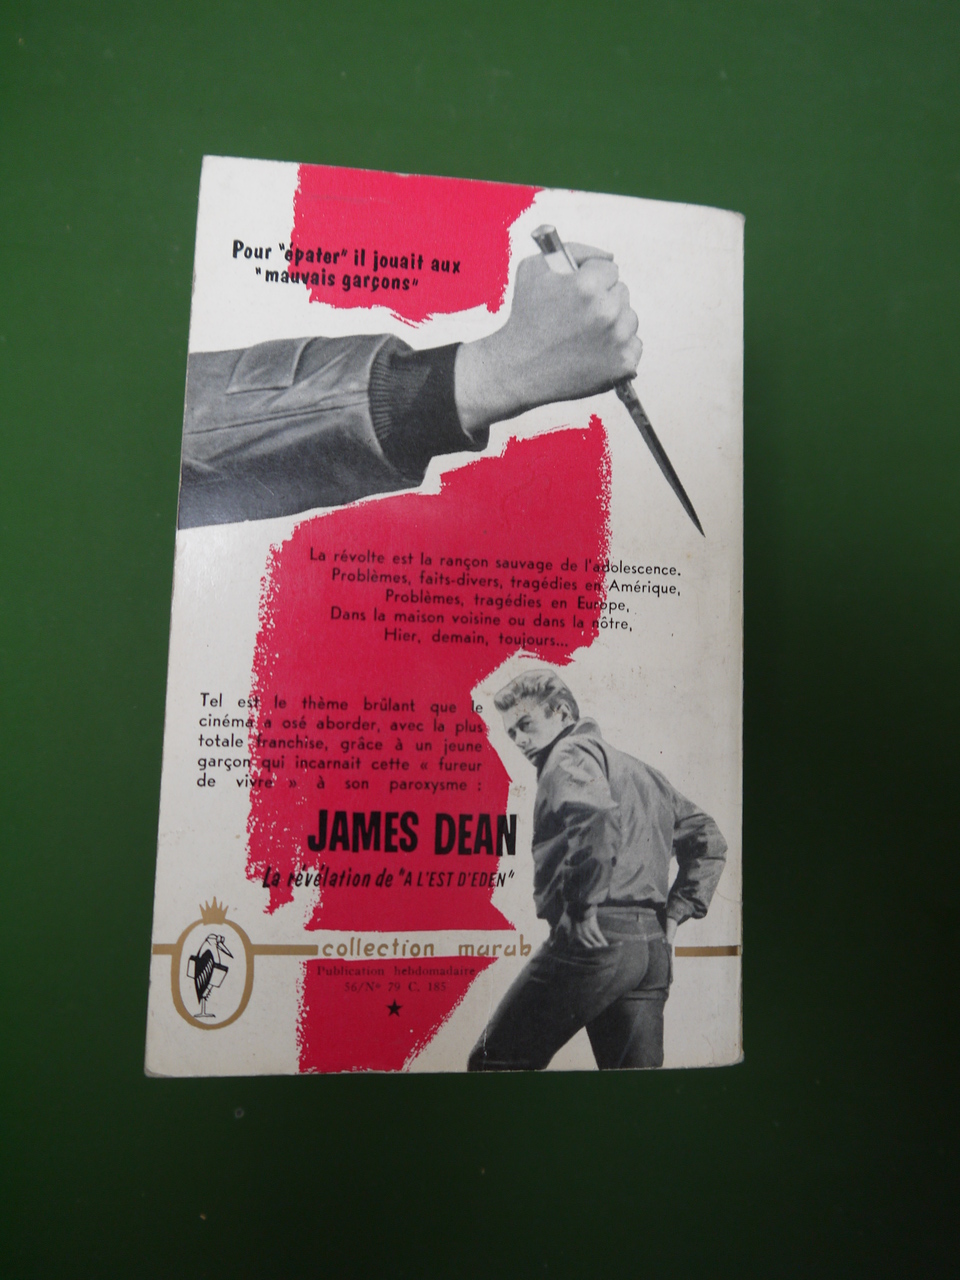 Pour "épater" il jouait aux
"mauvais garçons"
La révolte est la rançon sauvage de l'adolescence.
Problèmes, faits-divers, tragédies en Amérique,
Problèmes, tragédies en Europe,
Dans la maison voisine ou dans la nôtre,
Hier, demain, toujours...
Tel est le thème brûlant que le
cinéma a osé aborder, avec la plus
totale franchise, grâce à un jeune
garçon qui incarnait cette « fureur
de vivre » à son paroxysme :
JAMES DEAN
La révélation de "A L'EST D'EDEN"
collection marab
Publication hebdomadaire
56/No 79 C. 185